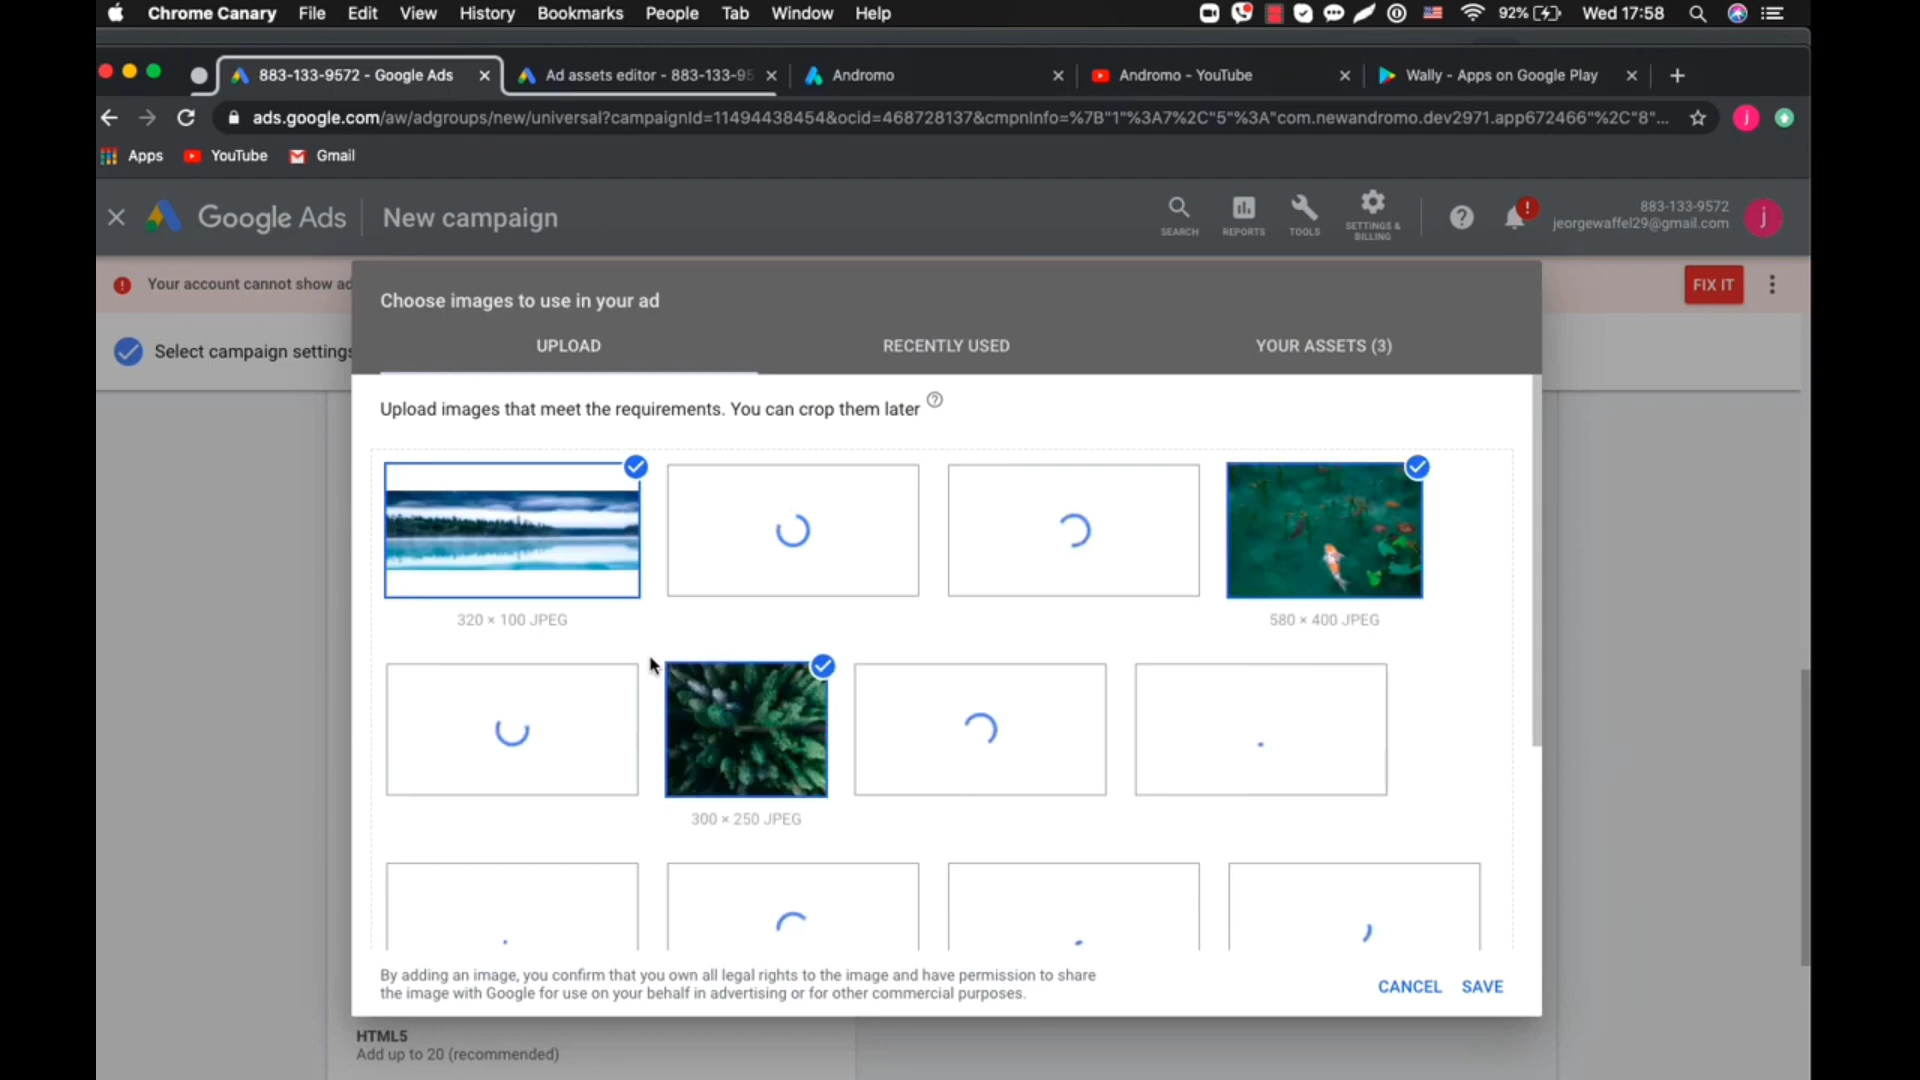 Chrome Canary File Edit View History Bookmarks People Tab Window Help 92% Wed 17:58
883-133-9572 - Google Ads
Ad assets editor - 883-133-95
Andromo
Andromo - YouTube
Wally - Apps on Google Play
ads.google.com/aw/adgroups/new/universal?campaignId=11494438454&ocid=468728137&cmpnInfo=%7B"1"%3A7%2C"5"%3A"com.newandromo.dev2971.app672466"%2C"8"...
j
Apps YouTube Gmail
Google Ads New campaign
SEARCH
REPORTS
TOOLS
SETTINGS &
BILLING
883-133-9572
jeorgewaffel29@gmail.com
j
Your account cannot show ad
FIX IT
Select campaign settings
Choose images to use in your ad
UPLOAD RECENTLY USED YOUR ASSETS (3)
Upload images that meet the requirements. You can crop them later
320 × 100 JPEG
580 × 400 JPEG
300 × 250 JPEG
By adding an image, you confirm that you own all legal rights to the image and have permission to share
the image with Google for use on your behalf in advertising or for other commercial purposes.
CANCEL SAVE
HTML5
Add up to 20 (recommended)